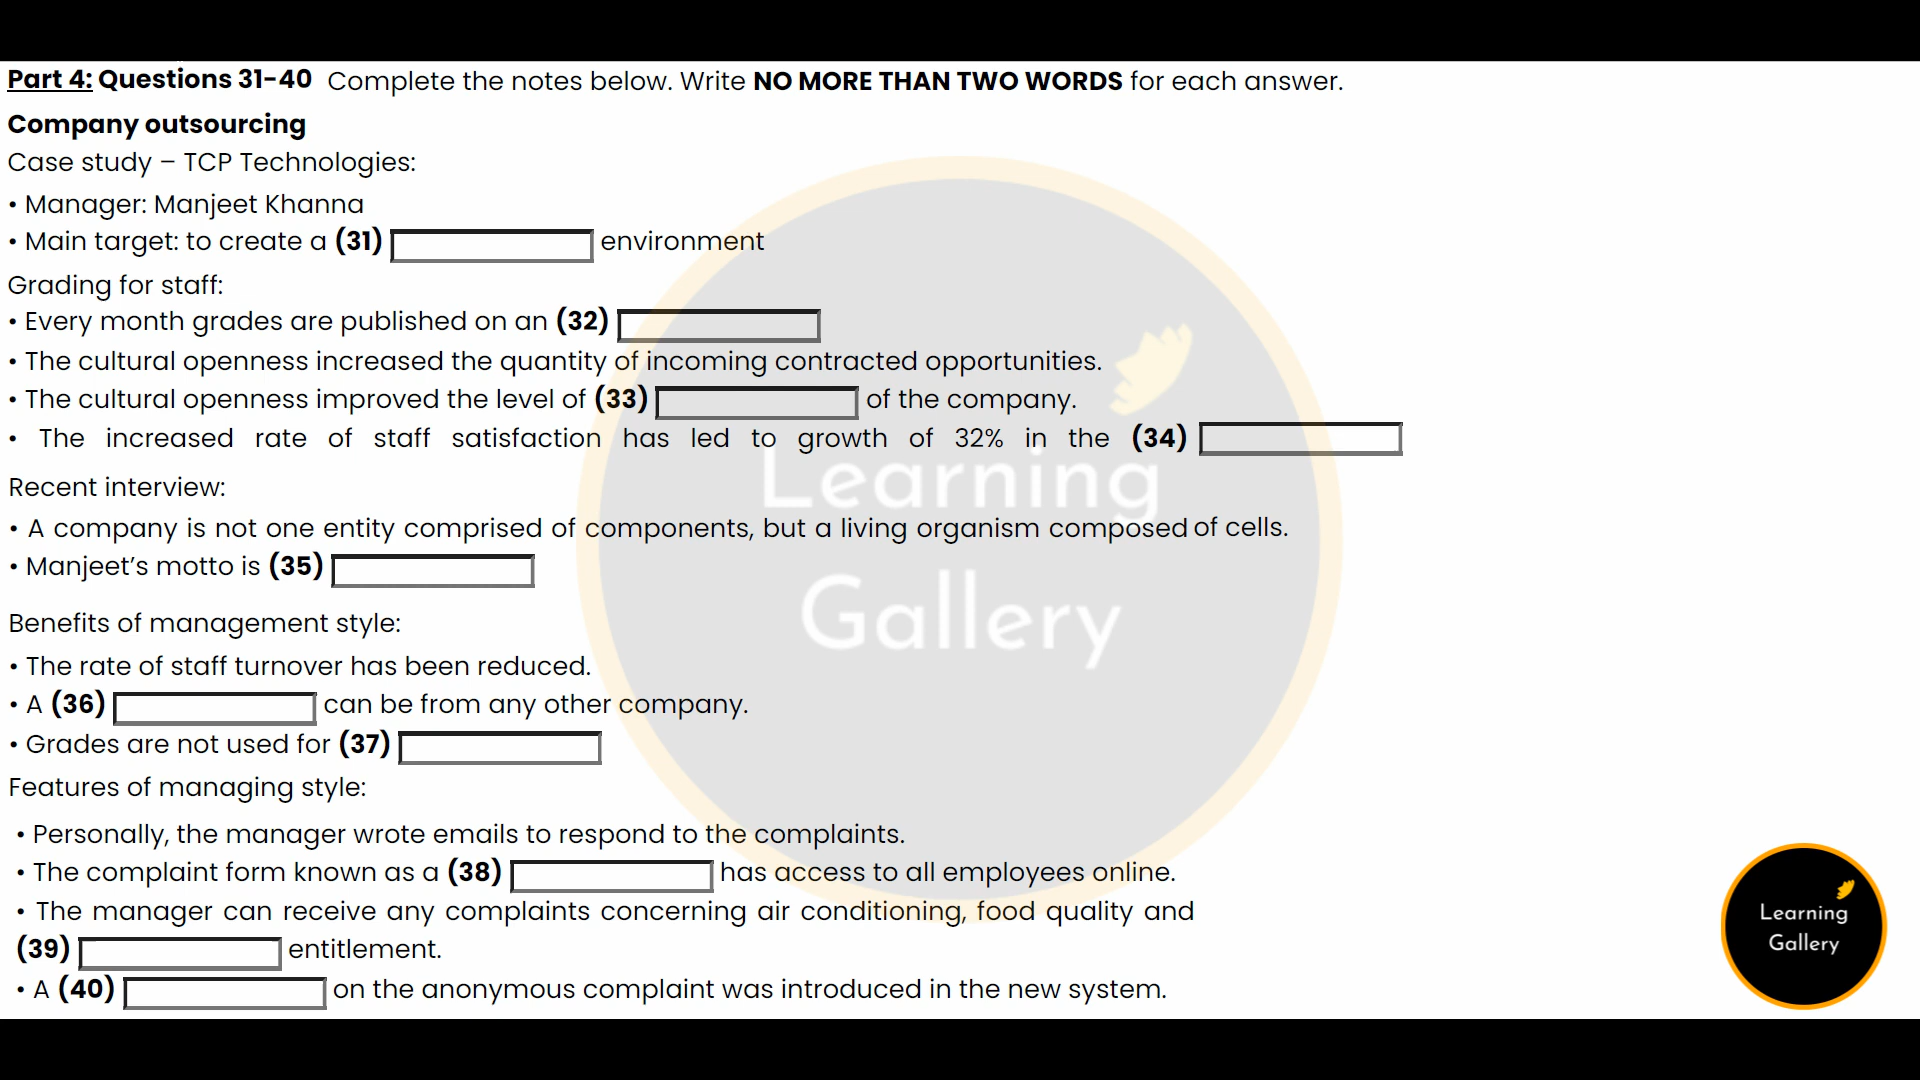 Part 4: Questions 31-40 Complete the notes below. Write NO MORE THAN TWO WORDS for each answer.
Company outsourcing
Case study – TCP Technologies:
• Manager: Manjeet Khanna
• Main target: to create a (31) environment
Grading for staff:
• Every month grades are published on an (32)
• The cultural openness increased the quantity of incoming contracted opportunities.
• The cultural openness improved the level of (33) of the company.
• The increased rate of staff satisfaction has led to growth of 32% in the (34)
Recent interview:
• A company is not one entity comprised of components, but a living organism composed of cells.
• Manjeet’s motto is (35)
Benefits of management style:
• The rate of staff turnover has been reduced.
• A (36) can be from any other company.
• Grades are not used for (37)
Features of managing style:
• Personally, the manager wrote emails to respond to the complaints.
• The complaint form known as a (38) has access to all employees online.
• The manager can receive any complaints concerning air conditioning, food quality and
(39) entitlement.
• A (40) on the anonymous complaint was introduced in the new system.
Learning
Gallery
Learning
Gallery